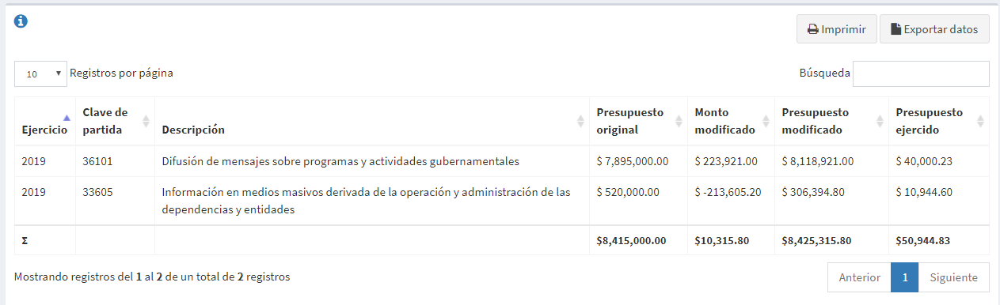 Imprimir
Exportar datos
10 Registros por página
Búsqueda
Ejercicio
Clave de
partida
Descripción
Presupuesto
original
Monto
modificado
Presupuesto
modificado
Presupuesto
ejercido
2019 36101 Difusión de mensajes sobre programas y actividades gubernamentales $ 7,895,000.00 $ 223,921.00 $ 8,118,921.00 $ 40,000.23
2019 33605 Información en medios masivos derivada de la operación y administración de las $ 520,000.00 $ -213,605.20 $ 306,394.80 $ 10,944.60
dependencias y entidades
Σ $8,415,000.00 $10,315.80 $8,425,315.80 $50,944.83
Mostrando registros del 1 al 2 de un total de 2 registros
Anterior 1 Siguiente